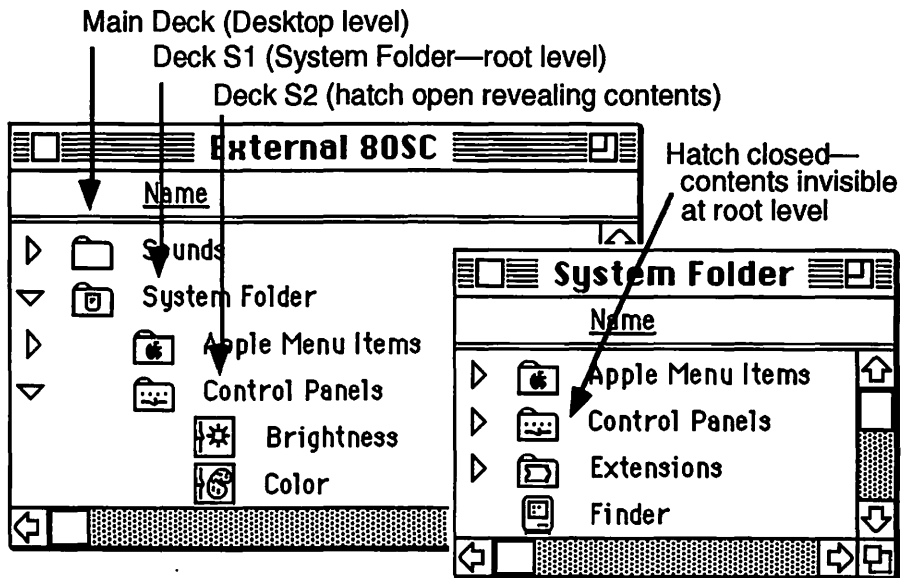 Main Deck (Desktop level)
Deck S1 (System Folder—root level)
Deck S2 (hatch open revealing contents)
External 80SC
Name
Sounds
System Folder
Apple Menu Items
Control Panels
Brightness
Color
Hatch closed—
contents invisible
at root level
System Folder
Name
Apple Menu Items
Control Panels
Extensions
Finder